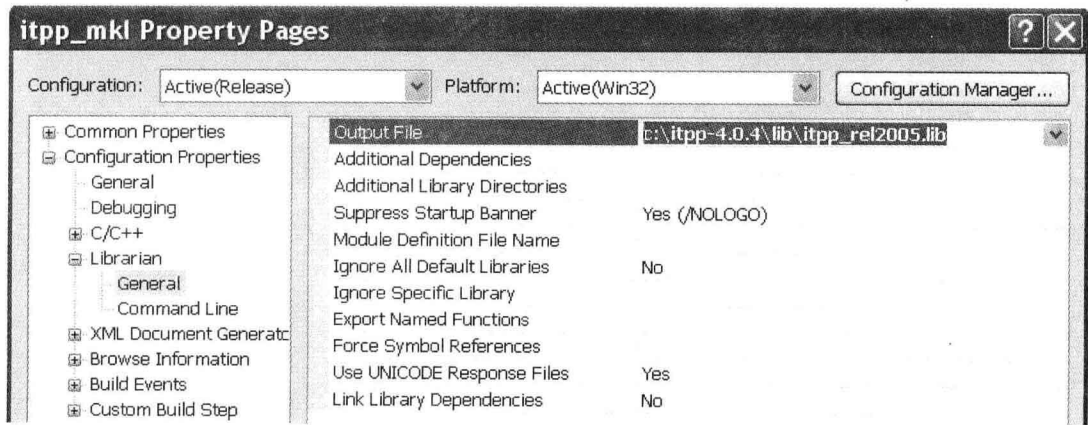 itpp_mkl Property Pages
Configuration: Active(Release) Platform: Active(Win32) Configuration Manager...
Common Properties
Configuration Properties
General
Debugging
C/C++
Librarian
General
Command Line
XML Document Generatc
Browse Information
Build Events
Custom Build Step
Output File c:\itpp-4.0.4\lib\itpp_rel2005.lib
Additional Dependencies
Additional Library Directories
Suppress Startup Banner Yes (/NOLOGO)
Module Definition File Name
Ignore All Default Libraries No
Ignore Specific Library
Export Named Functions
Force Symbol References
Use UNICODE Response Files Yes
Link Library Dependencies No